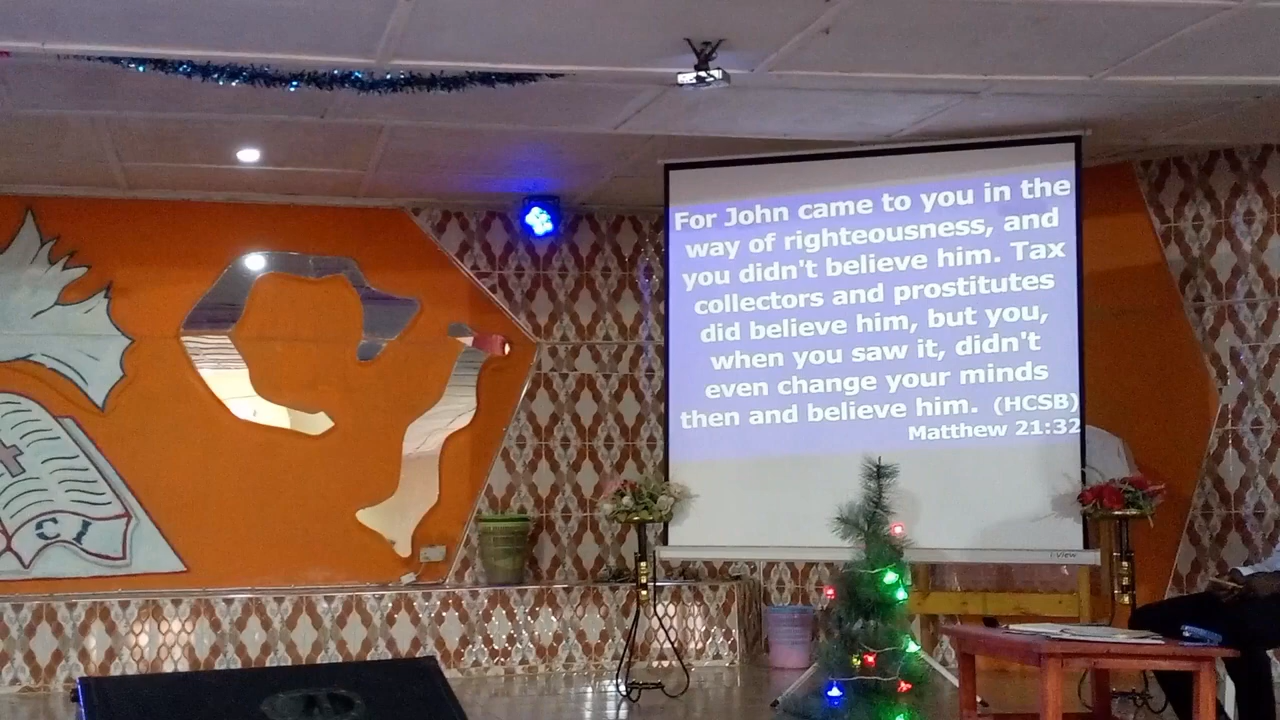 For John came to you in the
way of righteousness, and
you didn't believe him. Tax
collectors and prostitutes
did believe him, but you,
when you saw it, didn't
even change your minds
then and believe him. (HCSB)
Matthew 21:32
i-View
C I